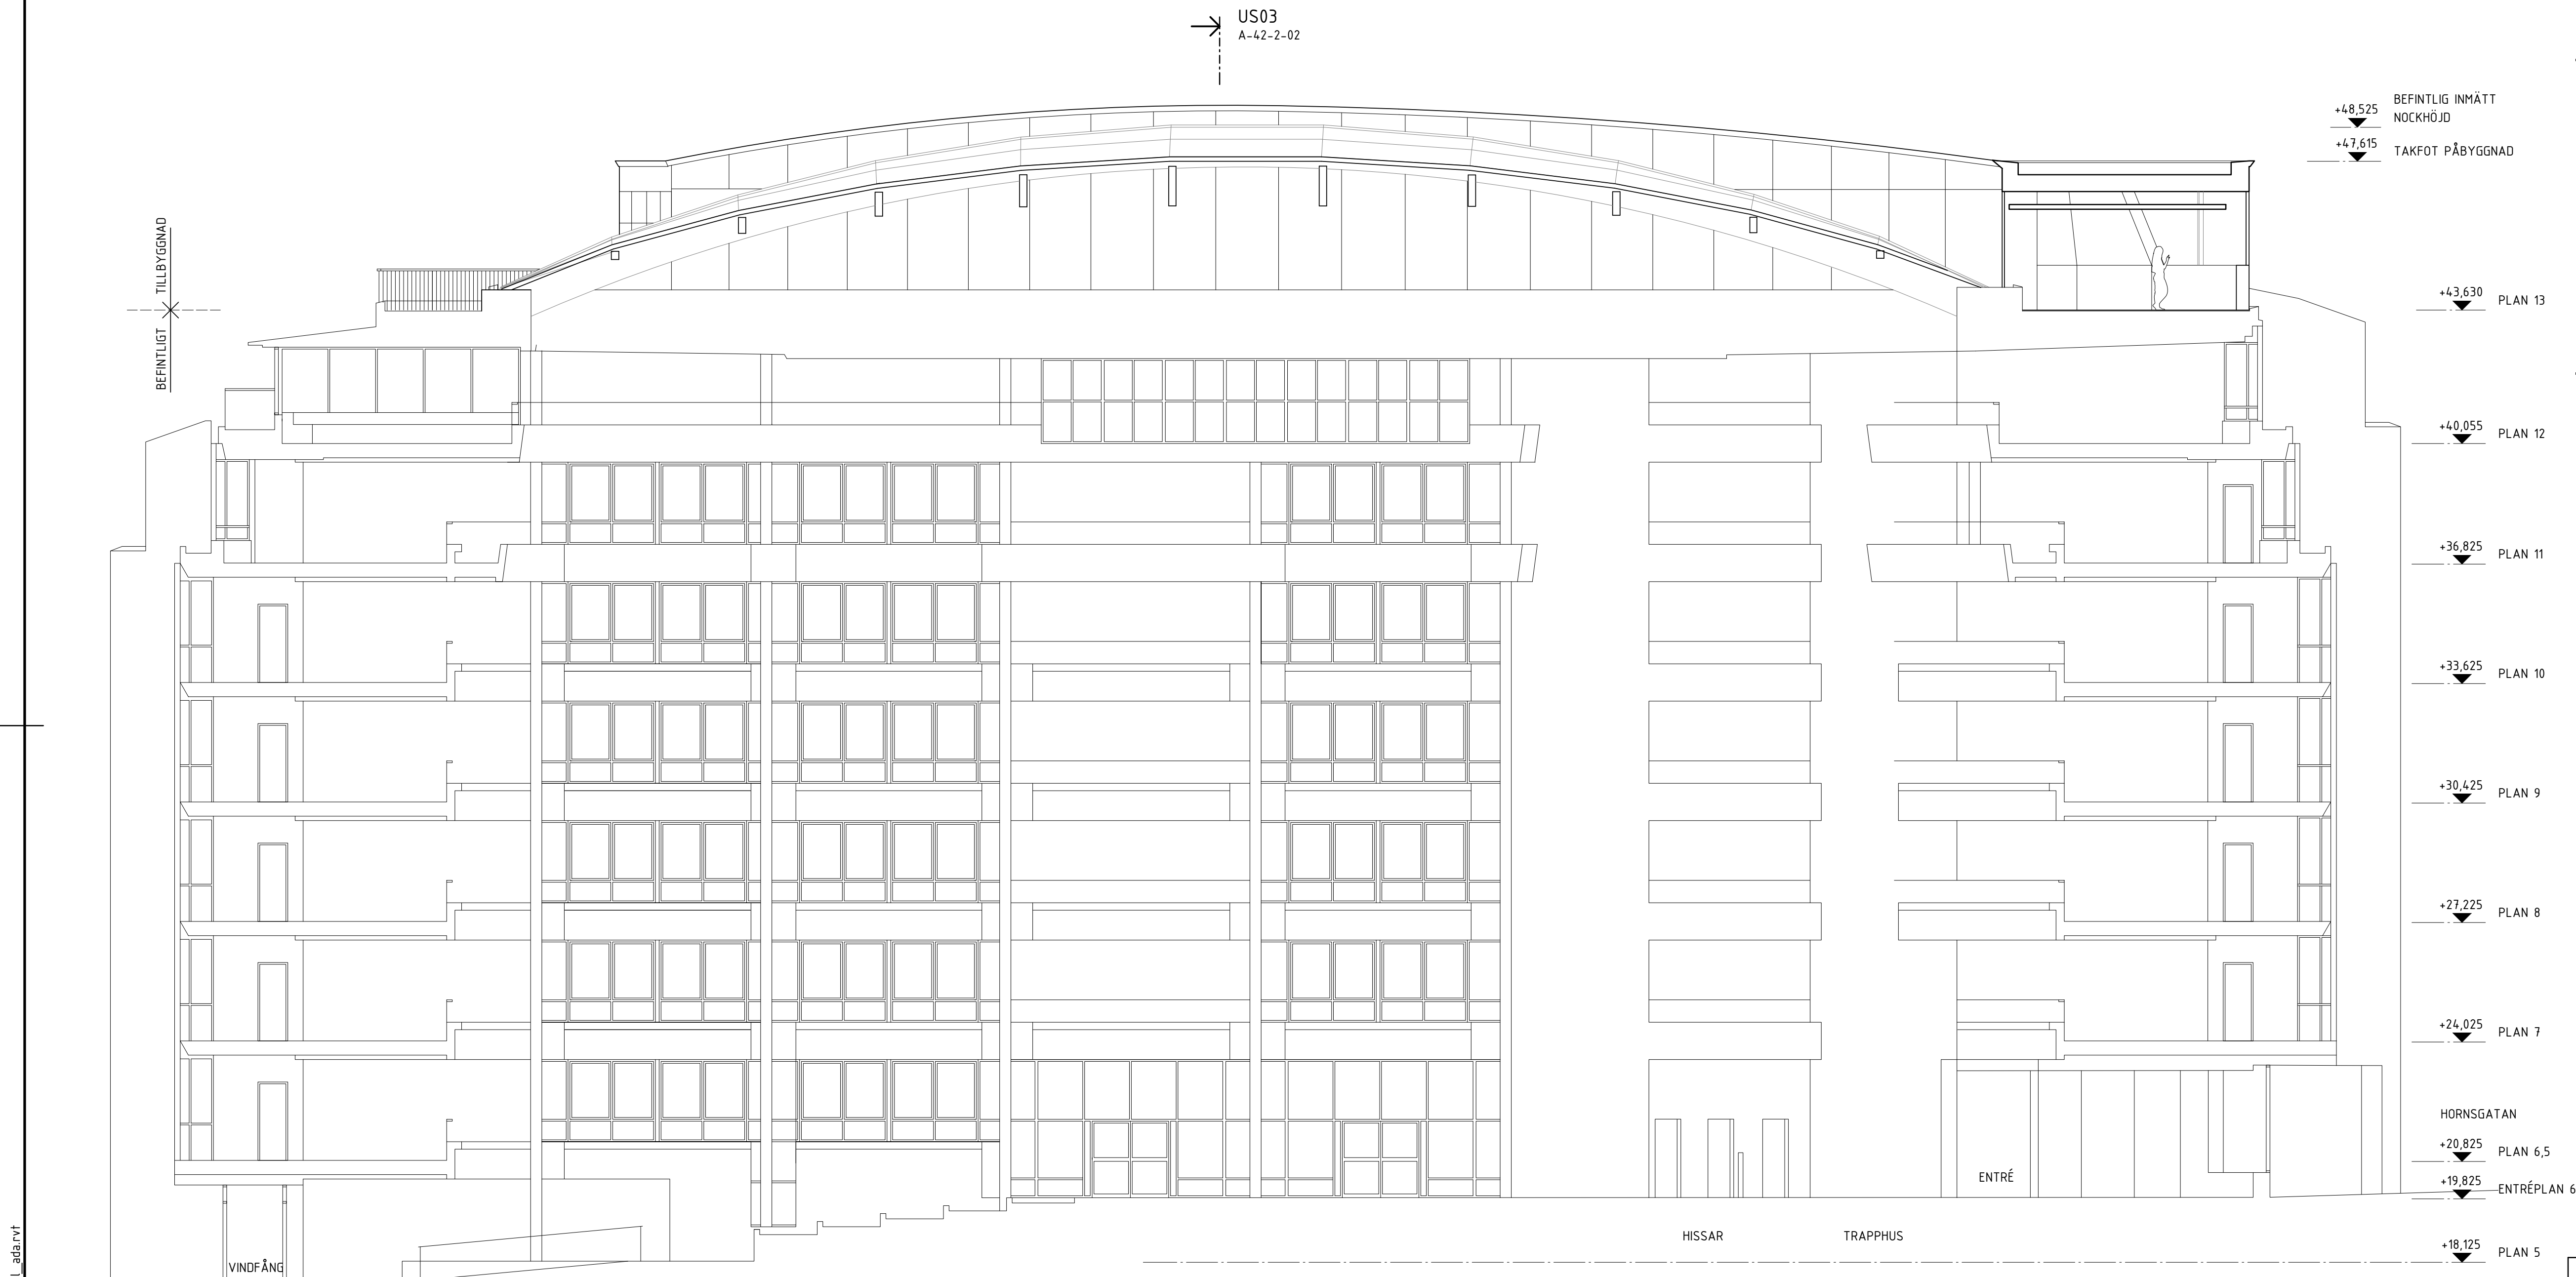 US03
A-42-2-02
+48,525
BEFINTLIG INMÄTT
NOCKHÖJD
+47,615
TAKFOT PÅBYGGNAD
TILLBYGGNAD
BEFINTLIGT
+43,630
PLAN 13
+40,055
PLAN 12
+36,825
PLAN 11
+33,625
PLAN 10
+30,425
PLAN 9
+27,225
PLAN 8
+24,025
PLAN 7
HORNSGATAN
+20,825
PLAN 6,5
ENTRÉ
+19,825
ENTRÉPLAN 6
HISSAR
TRAPPHUS
+18,125
PLAN 5
VINDFÅNG
l_ada.rvt